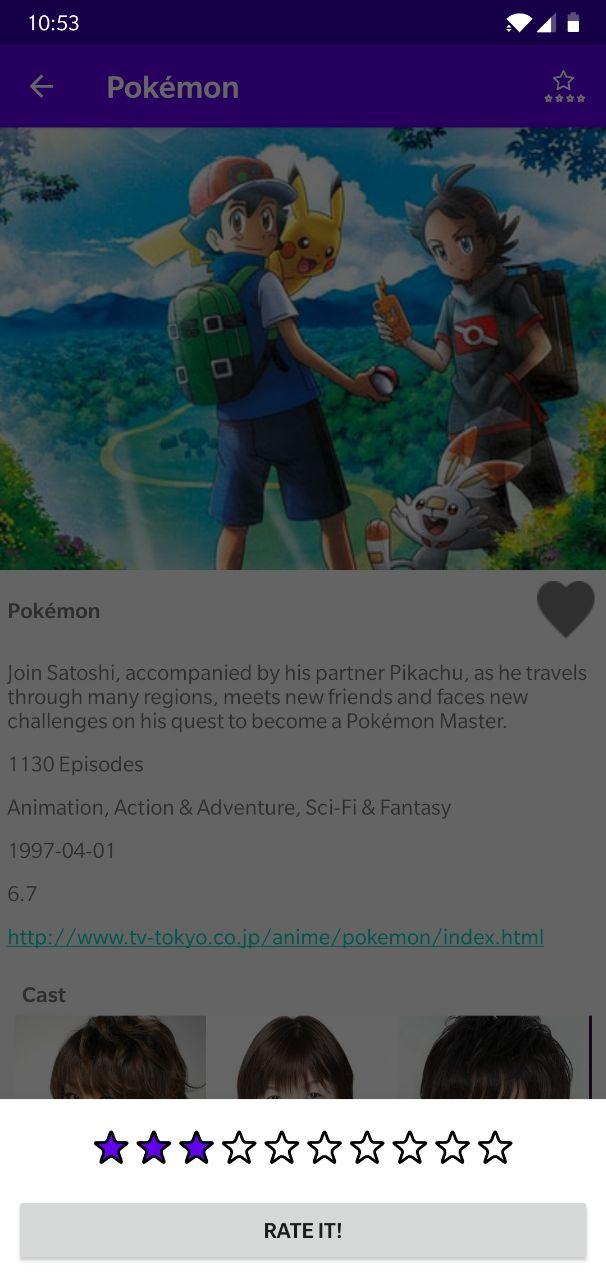 10:53
Pokémon
Pokémon
Join Satoshi, accompanied by his partner Pikachu, as he travels
through many regions, meets new friends and faces new
challenges on his quest to become a Pokémon Master.
1130 Episodes
Animation, Action & Adventure, Sci-Fi & Fantasy
1997-04-01
6.7
http://www.tv-tokyo.co.jp/anime/pokemon/index.html
Cast
RATE IT!